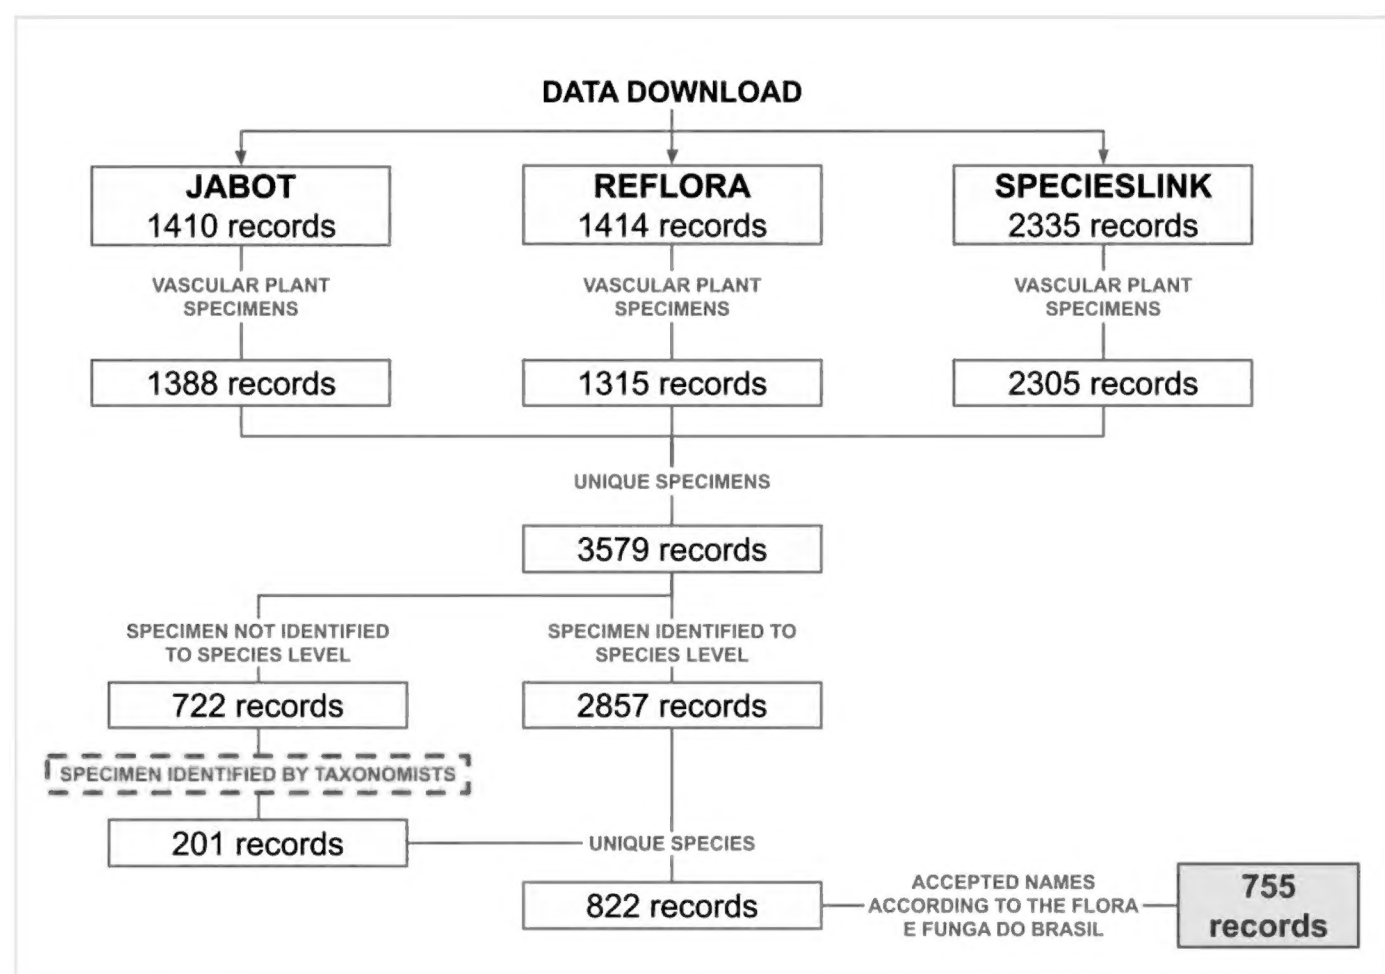 DATA DOWNLOAD
JABOT
1410 records
REFLORA
1414 records
SPECIESLINK
2335 records
VASCULAR PLANT
SPECIMENS
VASCULAR PLANT
SPECIMENS
VASCULAR PLANT
SPECIMENS
1388 records
1315 records
2305 records
UNIQUE SPECIMENS
3579 records
SPECIMEN NOT IDENTIFIED
TO SPECIES LEVEL
SPECIMEN IDENTIFIED TO
SPECIES LEVEL
722 records
2857 records
SPECIMEN IDENTIFIED BY TAXONOMISTS
201 records
UNIQUE SPECIES
822 records
ACCEPTED NAMES
ACCORDING TO THE FLORA
E FUNGA DO BRASIL
755
records